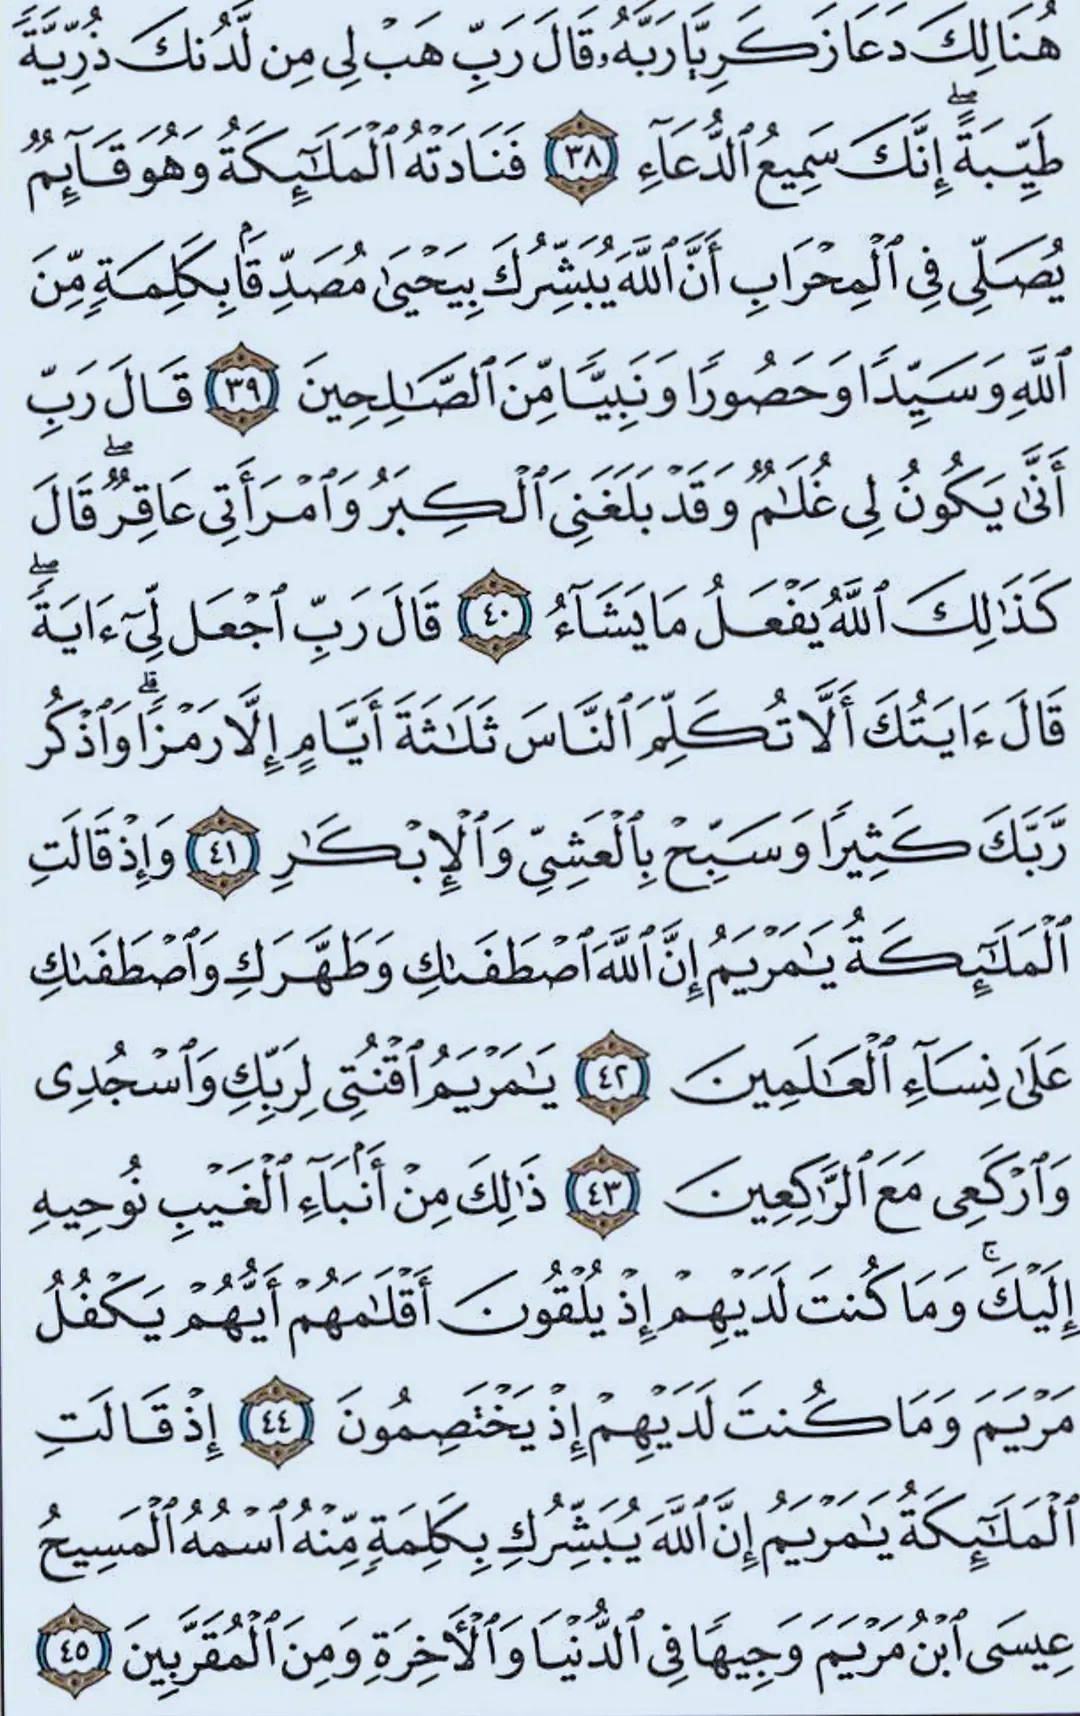 هُنَالِكَ دَعَا زَكَرِيَّا رَبَّهُۥ قَالَ رَبِّ هَبْ لِى مِن لَّدُنكَ ذُرِّيَّةً
طَيِّبَةً ۖ إِنَّكَ سَمِيعُ ٱلدُّعَآءِ ٣٨ فَنَادَتْهُ ٱلْمَلَـٰٓئِكَةُ وَهُوَ قَآئِمٌ
يُصَلِّى فِى ٱلْمِحْرَابِ أَنَّ ٱللَّهَ يُبَشِّرُكَ بِيَحْيَىٰ مُصَدِّقًۢا بِكَلِمَةٍ مِّنَ
ٱللَّهِ وَسَيِّدًا وَحَصُورًا وَنَبِيًّا مِّنَ ٱلصَّـٰلِحِينَ ٣٩ قَالَ رَبِّ
أَنَّىٰ يَكُونُ لِى غُلَـٰمٌ وَقَدْ بَلَغَنِىَ ٱلْكِبَرُ وَٱمْرَأَتِى عَاقِرٌ ۖ قَالَ
كَذَٰلِكَ ٱللَّهُ يَفْعَلُ مَا يَشَآءُ ٤٠ قَالَ رَبِّ ٱجْعَل لِّىٓ ءَايَةً ۖ
قَالَ ءَايَتُكَ أَلَّا تُكَلِّمَ ٱلنَّاسَ ثَلَـٰثَةَ أَيَّامٍ إِلَّا رَمْزًا ۗ وَٱذْكُر
رَّبَّكَ كَثِيرًا وَسَبِّحْ بِٱلْعَشِىِّ وَٱلْإِبْكَـٰرِ ٤١ وَإِذْ قَالَتِ
ٱلْمَلَـٰٓئِكَةُ يَـٰمَرْيَمُ إِنَّ ٱللَّهَ ٱصْطَفَىٰكِ وَطَهَّرَكِ وَٱصْطَفَىٰكِ
عَلَىٰ نِسَآءِ ٱلْعَـٰلَمِينَ ٤٢ يَـٰمَرْيَمُ ٱقْنُتِى لِرَبِّكِ وَٱسْجُدِى
وَٱرْكَعِى مَعَ ٱلرَّٰكِعِينَ ٤٣ ذَٰلِكَ مِنْ أَنۢبَآءِ ٱلْغَيْبِ نُوحِيهِ
إِلَيْكَ ۚ وَمَا كُنتَ لَدَيْهِمْ إِذْ يُلْقُونَ أَقْلَـٰمَهُمْ أَيُّهُمْ يَكْفُلُ
مَرْيَمَ وَمَا كُنتَ لَدَيْهِمْ إِذْ يَخْتَصِمُونَ ٤٤ إِذْ قَالَتِ
ٱلْمَلَـٰٓئِكَةُ يَـٰمَرْيَمُ إِنَّ ٱللَّهَ يُبَشِّرُكِ بِكَلِمَةٍ مِّنْهُ ٱسْمُهُ ٱلْمَسِيحُ
عِيسَى ٱبْنُ مَرْيَمَ وَجِيهًا فِى ٱلدُّنْيَا وَٱلْـَٔاخِرَةِ وَمِنَ ٱلْمُقَرَّبِينَ ٤٥